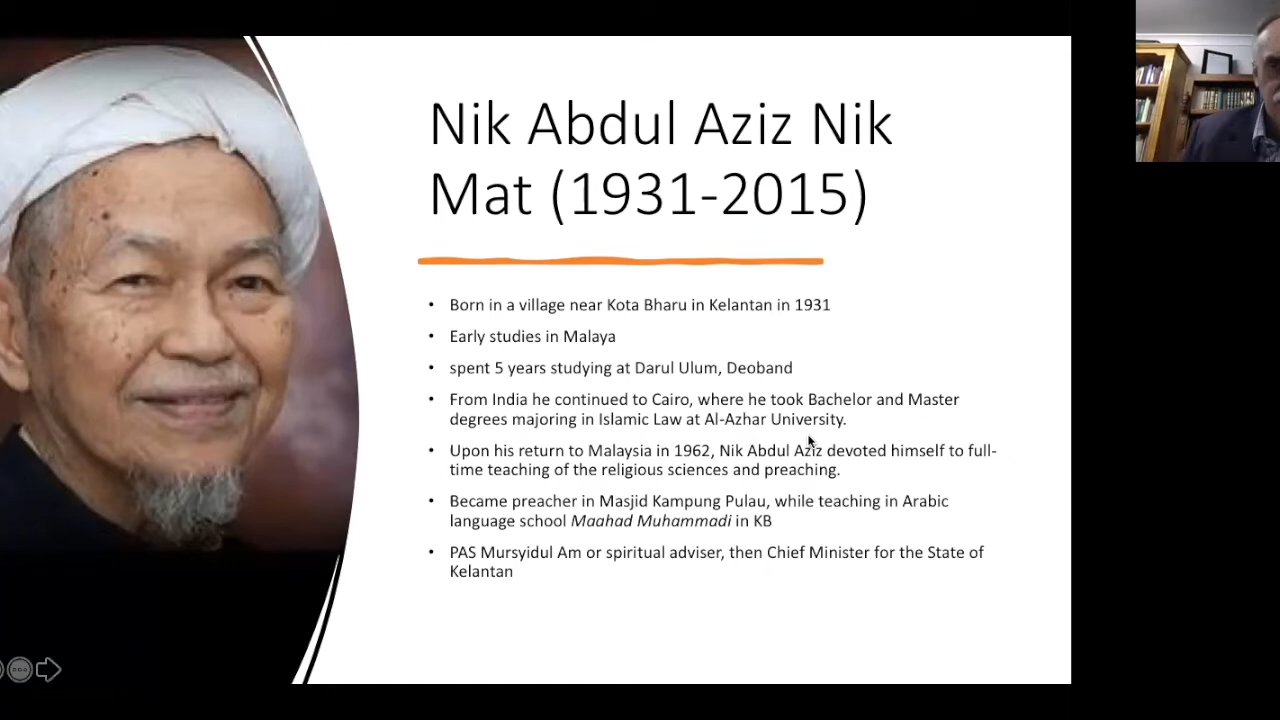 Nik Abdul Aziz Nik
Mat (1931-2015)
• Born in a village near Kota Bharu in Kelantan in 1931
• Early studies in Malaya
• spent 5 years studying at Darul Ulum, Deoband
• From India he continued to Cairo, where he took Bachelor and Master
degrees majoring in Islamic Law at Al-Azhar University.
• Upon his return to Malaysia in 1962, Nik Abdul Aziz devoted himself to full-
time teaching of the religious sciences and preaching.
• Became preacher in Masjid Kampung Pulau, while teaching in Arabic
language school Maahad Muhammadi in KB
• PAS Mursyidul Am or spiritual adviser, then Chief Minister for the State of
Kelantan